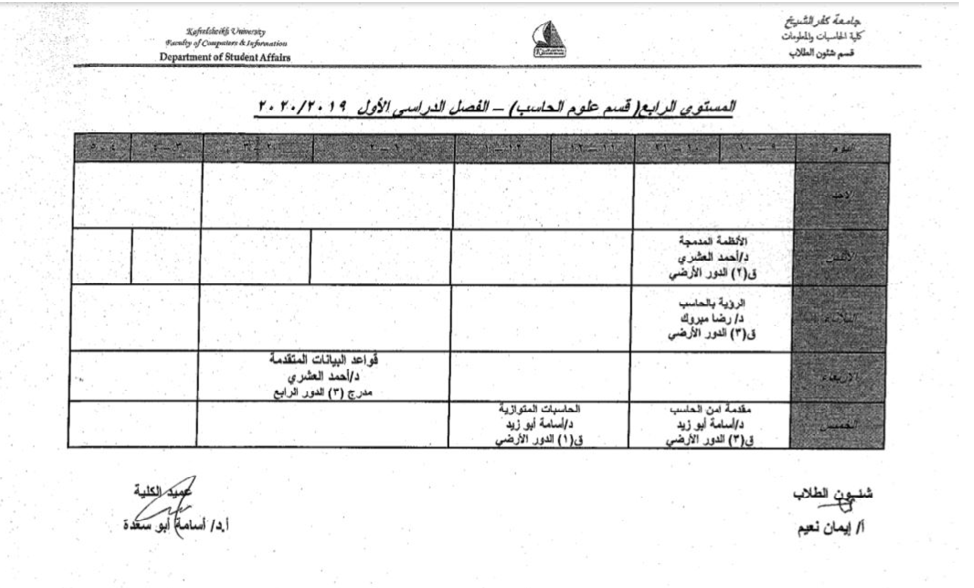 جامعة كفر الشيخ
كلية الحاسبات والمعلومات
قسم شئون الطلاب
Kafrelsheikh University
Faculty of Computers & Information
Department of Student Affairs
المستوى الرابع( قسم علوم الحاسب) – الفصل الدراسى الأول ٢٠٢٠/٢٠١٩
اليوم ٩ – ١٠ ١٠ – ١١ ١١ – ١٢ ١٢ – ١ ١ – ٢ ٢ – ٣ ٣ – ٤ ٤ – ٥
الأحد
الأثنين
الأنظمة المدمجة
د/أحمد العشري
ق(٢) الدور الأرضي
الثلاثاء
الرؤية بالحاسب
د/ رضا مبروك
ق(٣) الدور الأرضي
الأربعاء
قواعد البيانات المتقدمة
د/أحمد العشري
مدرج (٣) الدور الرابع
الخميس
مقدمة امن الحاسب
د/أسامة أبو زيد
ق(٣) الدور الأرضي
الحاسبات المتوازية
د/أسامة أبو زيد
ق(١) الدور الأرضي
شئون الطلاب
أ/ إيمان نعيم
عميد الكلية
أ.د/ أسامة أبو سعدة